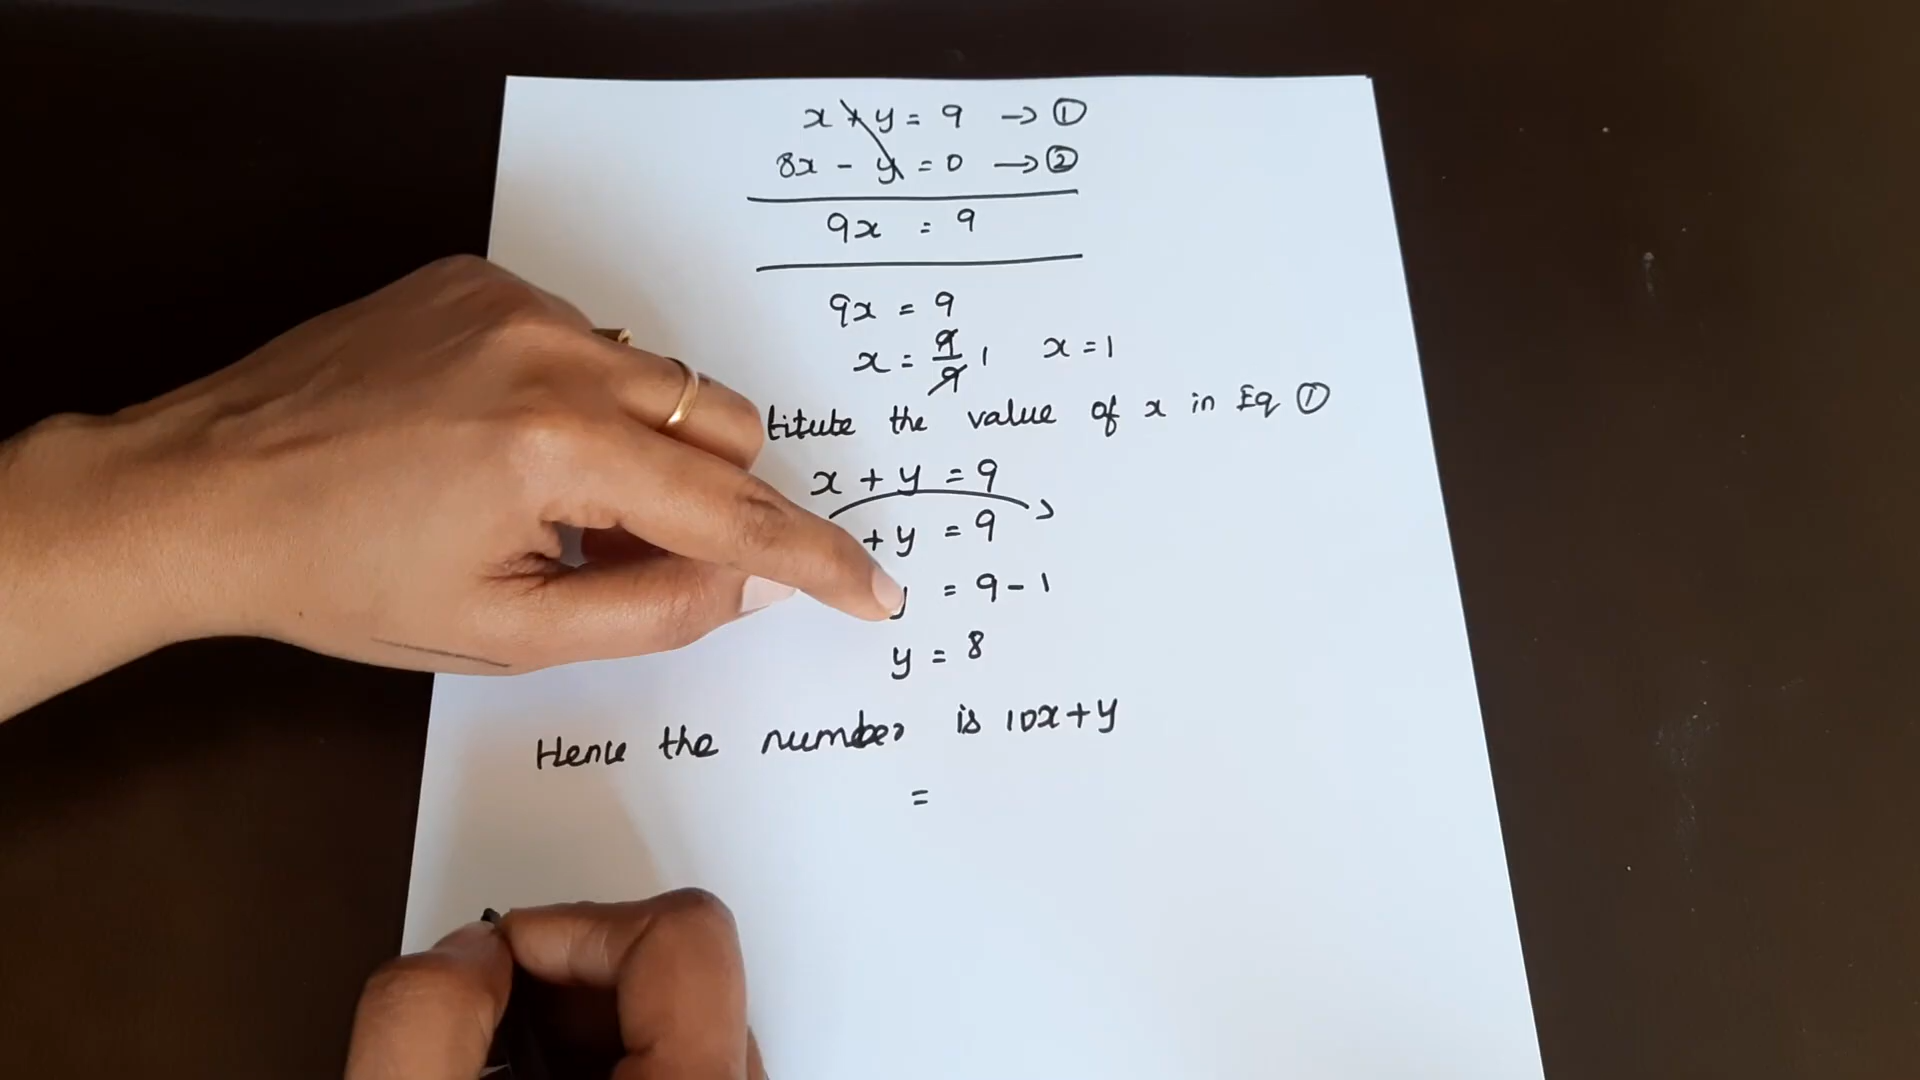 x + y = 9 → ①
8x - y = 0 → ②
9x = 9
9x = 9
x = 9/9 1 x = 1
titute the value of x in Eq ①
x + y = 9
+ y = 9
y = 9 - 1
y = 8
Hence the number is 10x + y
=